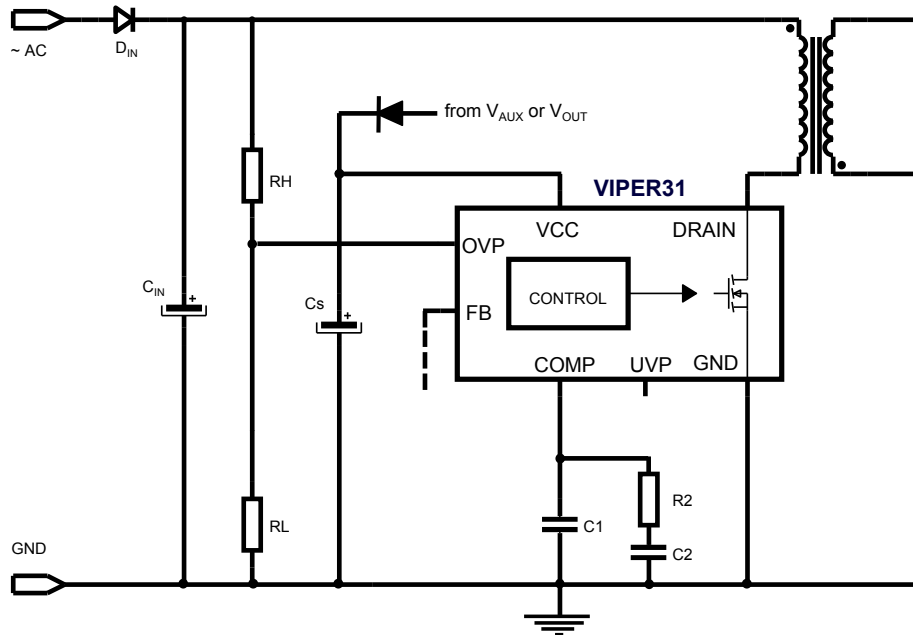 ~ AC
D_IN
from V_AUX or V_OUT
RH
VIPER31
VCC
DRAIN
OVP
C_IN
+
Cs
+
CONTROL
FB
COMP
UVP
GND
R2
RL
C1
GND
C2